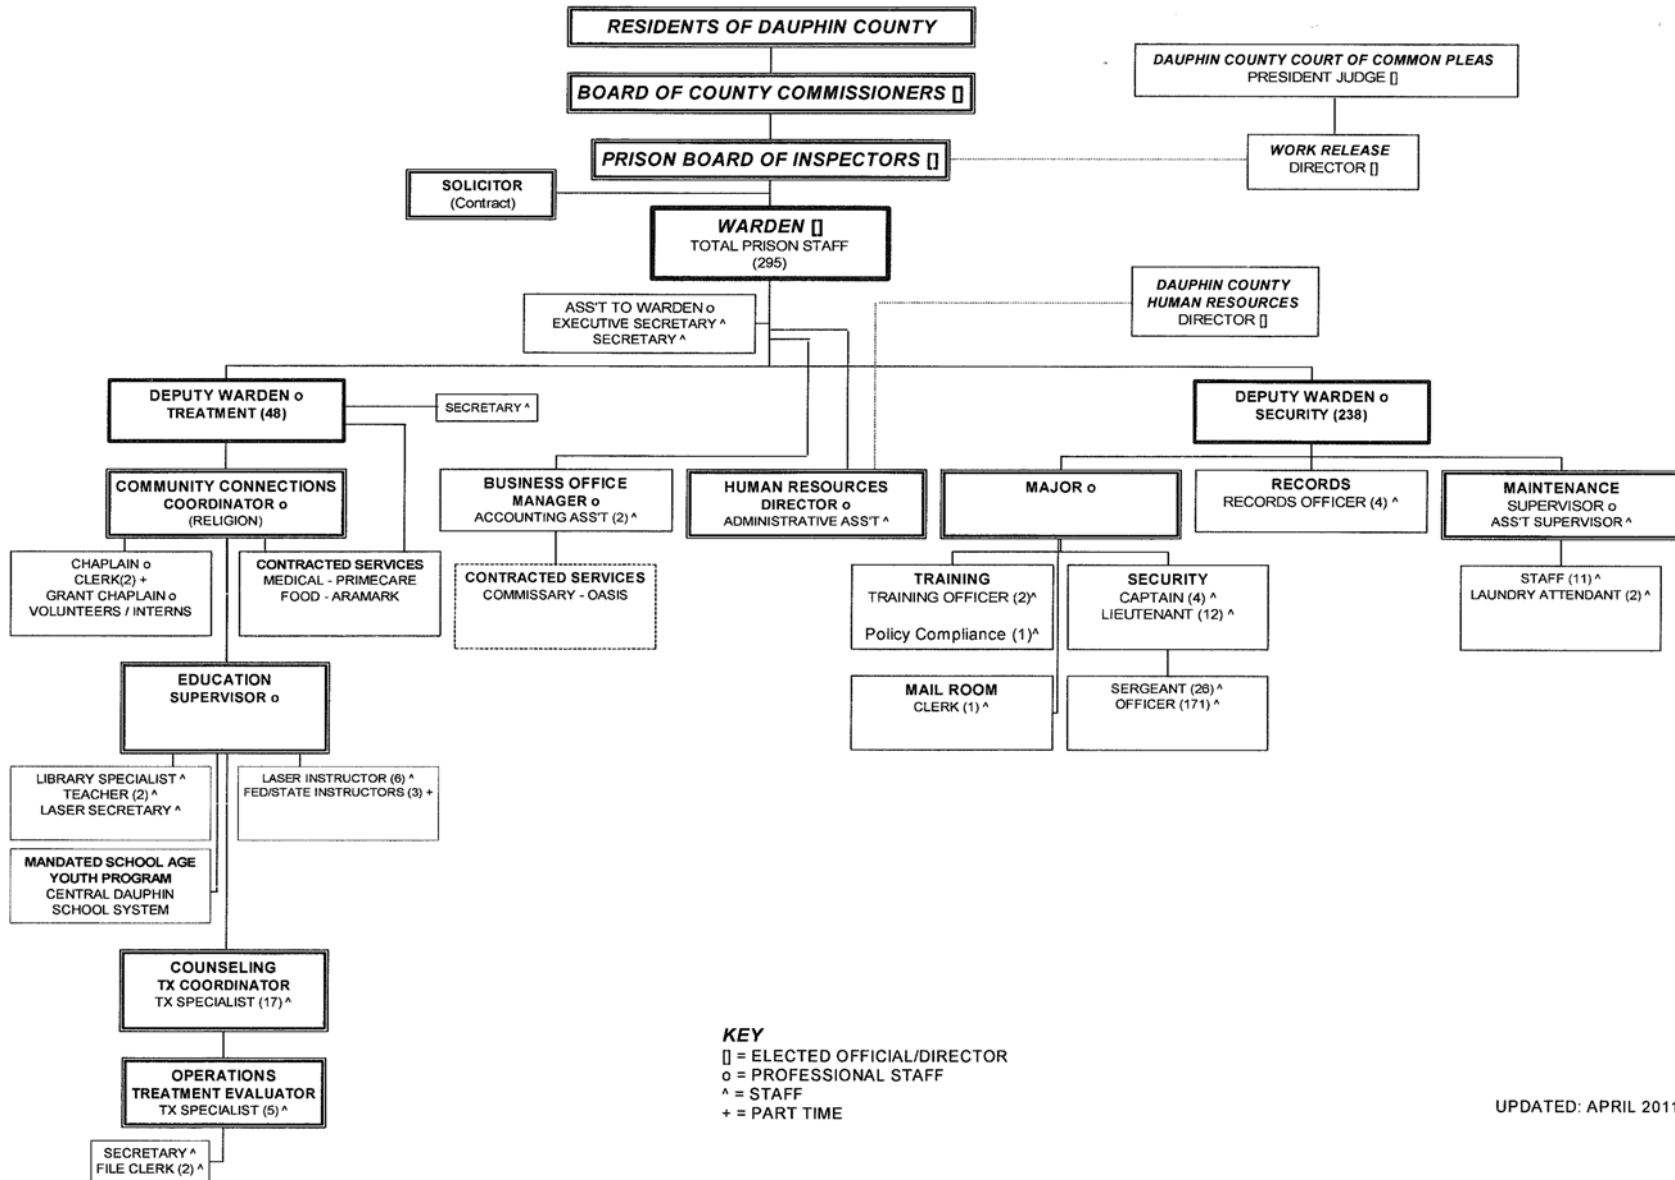 RESIDENTS OF DAUPHIN COUNTY
BOARD OF COUNTY COMMISSIONERS []
PRISON BOARD OF INSPECTORS []
DAUPHIN COUNTY COURT OF COMMON PLEAS
PRESIDENT JUDGE []
WORK RELEASE
DIRECTOR []
SOLICITOR
(Contract)
WARDEN []
TOTAL PRISON STAFF
(295)
ASS'T TO WARDEN o
EXECUTIVE SECRETARY ^
SECRETARY ^
DAUPHIN COUNTY
HUMAN RESOURCES
DIRECTOR []
DEPUTY WARDEN o
TREATMENT (48)
SECRETARY ^
DEPUTY WARDEN o
SECURITY (238)
COMMUNITY CONNECTIONS
COORDINATOR o
(RELIGION)
BUSINESS OFFICE
MANAGER o
ACCOUNTING ASS'T (2) ^
HUMAN RESOURCES
DIRECTOR o
ADMINISTRATIVE ASS'T ^
MAJOR o
RECORDS
RECORDS OFFICER (4) ^
MAINTENANCE
SUPERVISOR o
ASS'T SUPERVISOR ^
CHAPLAIN o
CLERK(2) +
GRANT CHAPLAIN o
VOLUNTEERS / INTERNS
CONTRACTED SERVICES
MEDICAL - PRIMECARE
FOOD - ARAMARK
CONTRACTED SERVICES
COMMISSARY - OASIS
TRAINING
TRAINING OFFICER (2)^
Policy Compliance (1)^
SECURITY
CAPTAIN (4) ^
LIEUTENANT (12) ^
STAFF (11) ^
LAUNDRY ATTENDANT (2) ^
EDUCATION
SUPERVISOR o
MAIL ROOM
CLERK (1) ^
SERGEANT (26) ^
OFFICER (171) ^
LIBRARY SPECIALIST ^
TEACHER (2) ^
LASER SECRETARY ^
LASER INSTRUCTOR (6) ^
FED/STATE INSTRUCTORS (3) +
MANDATED SCHOOL AGE
YOUTH PROGRAM
CENTRAL DAUPHIN
SCHOOL SYSTEM
COUNSELING
TX COORDINATOR
TX SPECIALIST (17) ^
OPERATIONS
TREATMENT EVALUATOR
TX SPECIALIST (5) ^
SECRETARY ^
FILE CLERK (2) ^
KEY
[] = ELECTED OFFICIAL/DIRECTOR
o = PROFESSIONAL STAFF
^ = STAFF
+ = PART TIME
UPDATED: APRIL 2011